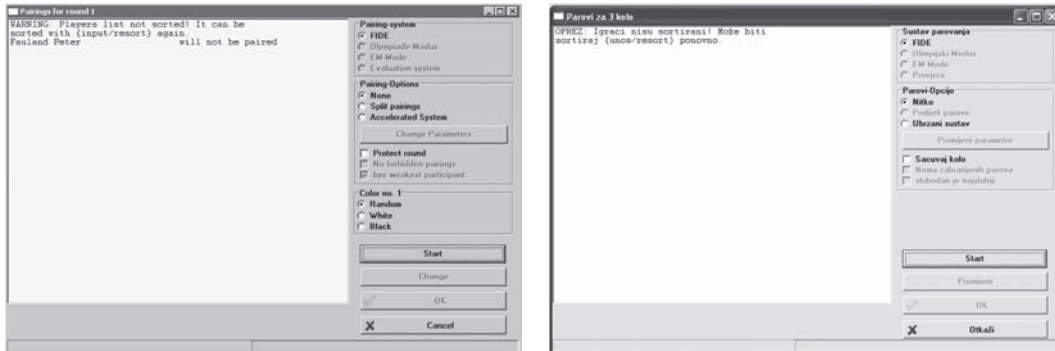 Pairings for round 1
WARNING: Players list not sorted! It can be
sorted with {input/resort} again.
Fauland Peter will not be paired
Pairing-system
FIDE
Olympiade-Modus
EM-Mode
Evaluation system
Pairing-Options
None
Split pairings
Accelerated System
Change Parameters
Protect round
No forbidden pairings
bye weakest participant
Color no. 1
Random
White
Black
Start
Change
OK
Cancel
Parovi za 3 kolo
OPREZ: Igraci nisu sortirani! Može biti
sortiraj {unos/resort} ponovno.
Sustav parovanja
FIDE
Olimpijski Modus
EM-Mode
Provjera
Parovi-Opcije
Nitko
Podijeli parove
Ubrzani sustav
Promijeni parametre
Sacuvaj kolo
Nema zabranjenih parova
slobodan je najslabiji
Start
Promijeni
OK
Otkaži